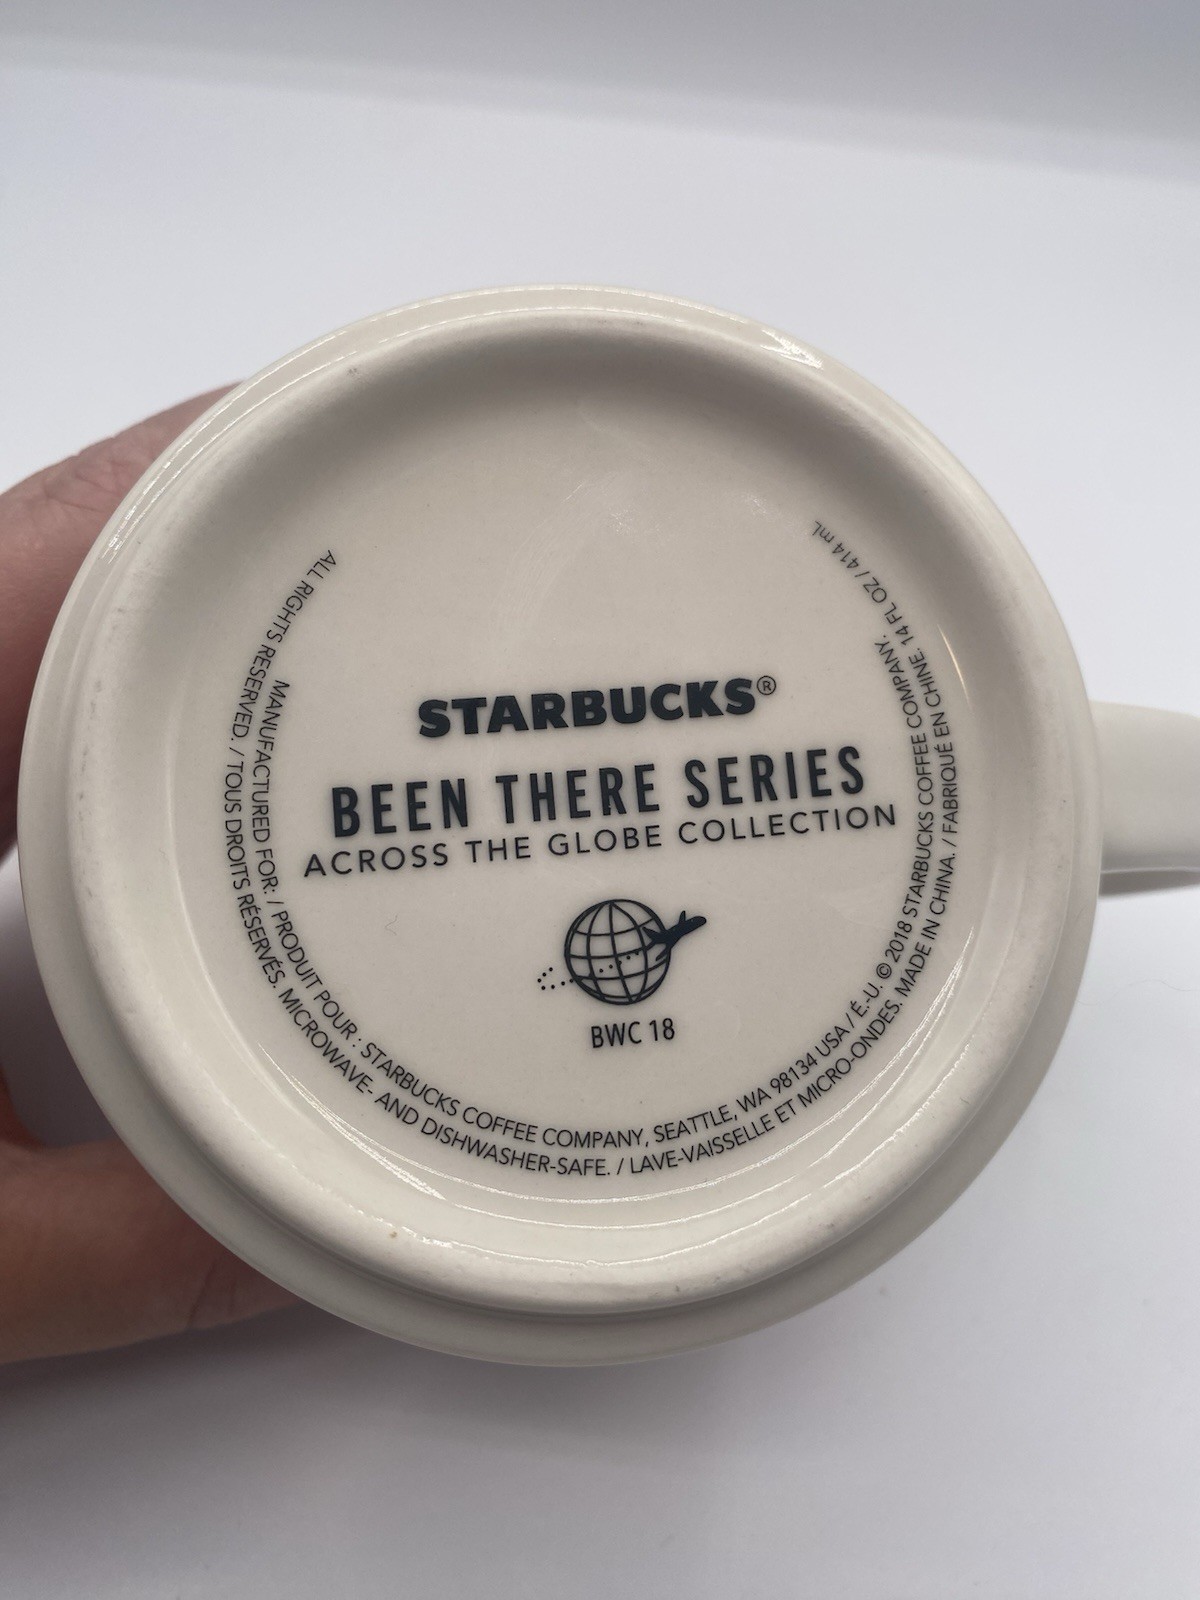 STARBUCKS®
BEEN THERE SERIES
ACROSS THE GLOBE COLLECTION
BWC 18
MANUFACTURED FOR: / PRODUIT POUR : STARBUCKS COFFEE COMPANY, SEATTLE, WA 98134 USA / É.-U. © 2018 STARBUCKS COFFEE COMPANY.
ALL RIGHTS RESERVED. / TOUS DROITS RÉSERVÉS. MICROWAVE- AND DISHWASHER-SAFE. / LAVE-VAISSELLE ET MICRO-ONDES. MADE IN CHINA. / FABRIQUÉ EN CHINE. 14 FL OZ / 414 mL